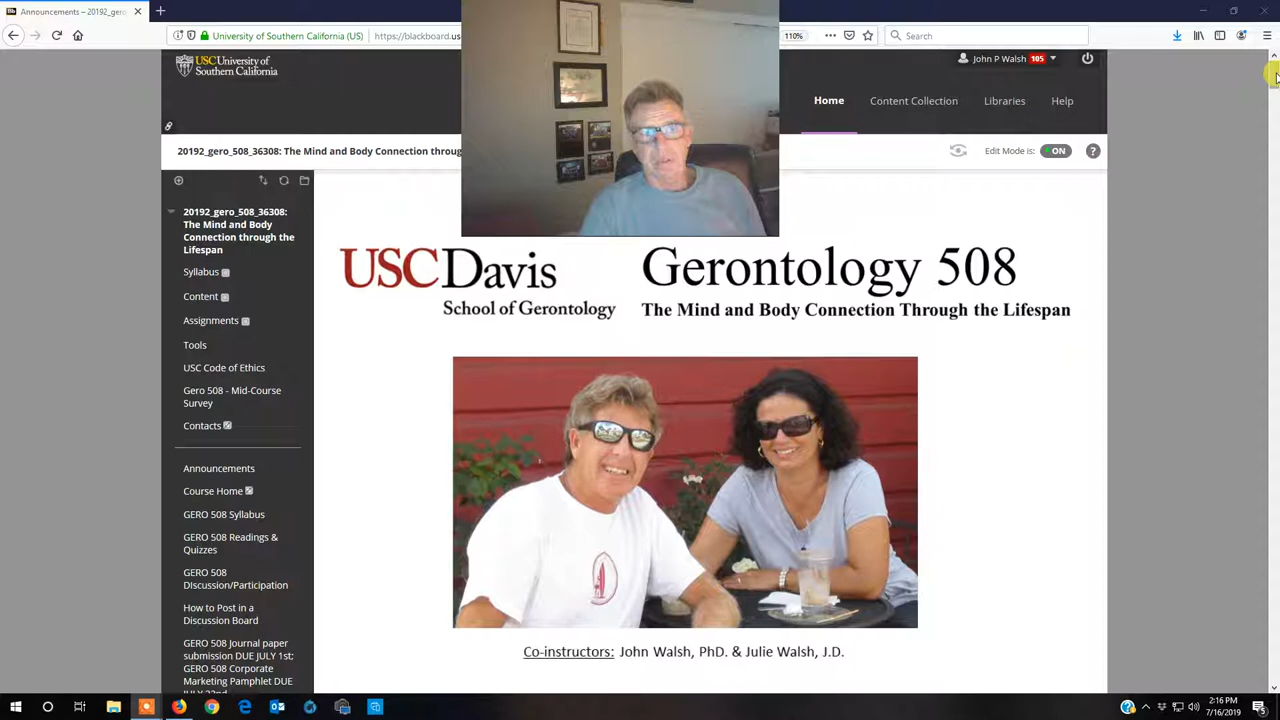 Announcements – 20192_gero
University of Southern California (US)
https://blackboard.us
110%
Search
USC University of
Southern California
John P Walsh 105
Home
Content Collection
Libraries
Help
20192_gero_508_36308: The Mind and Body Connection throug
Edit Mode is:
ON
?
20192_gero_508_36308:
The Mind and Body
Connection through the
Lifespan
Syllabus
Content
Assignments
Tools
USC Code of Ethics
Gero 508 - Mid-Course
Survey
Contacts
Announcements
Course Home
GERO 508 Syllabus
GERO 508 Readings &
Quizzes
GERO 508
DIscussion/Participation
How to Post in a
Discussion Board
GERO 508 Journal paper
submission DUE JULY 1st;
GERO 508 Corporate
Marketing Pamphlet DUE
JULY 22nd
USC Davis
School of Gerontology
Gerontology 508
The Mind and Body Connection Through the Lifespan
Co-instructors: John Walsh, PhD. & Julie Walsh, J.D.
2:16 PM
7/16/2019
5